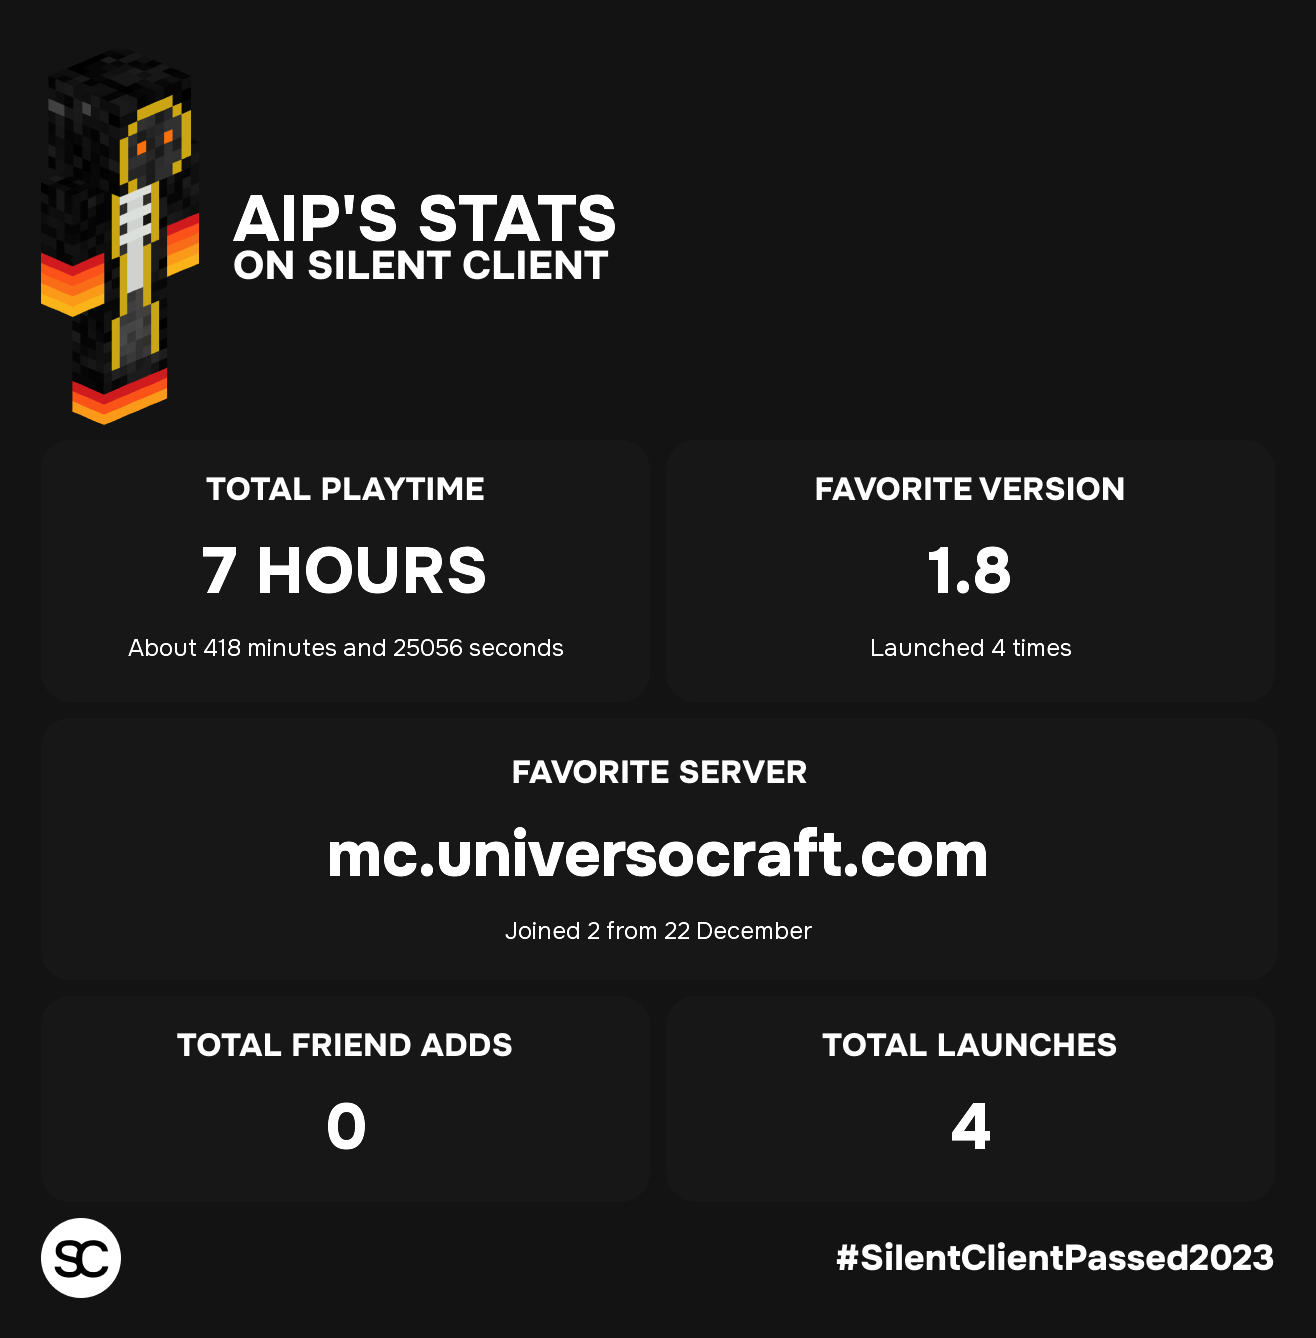 AIP'S STATS
ON SILENT CLIENT
TOTAL PLAYTIME
7 HOURS
About 418 minutes and 25056 seconds
FAVORITE VERSION
1.8
Launched 4 times
FAVORITE SERVER
mc.universocraft.com
Joined 2 from 22 December
TOTAL FRIEND ADDS
0
TOTAL LAUNCHES
4
SC
#SilentClientPassed2023